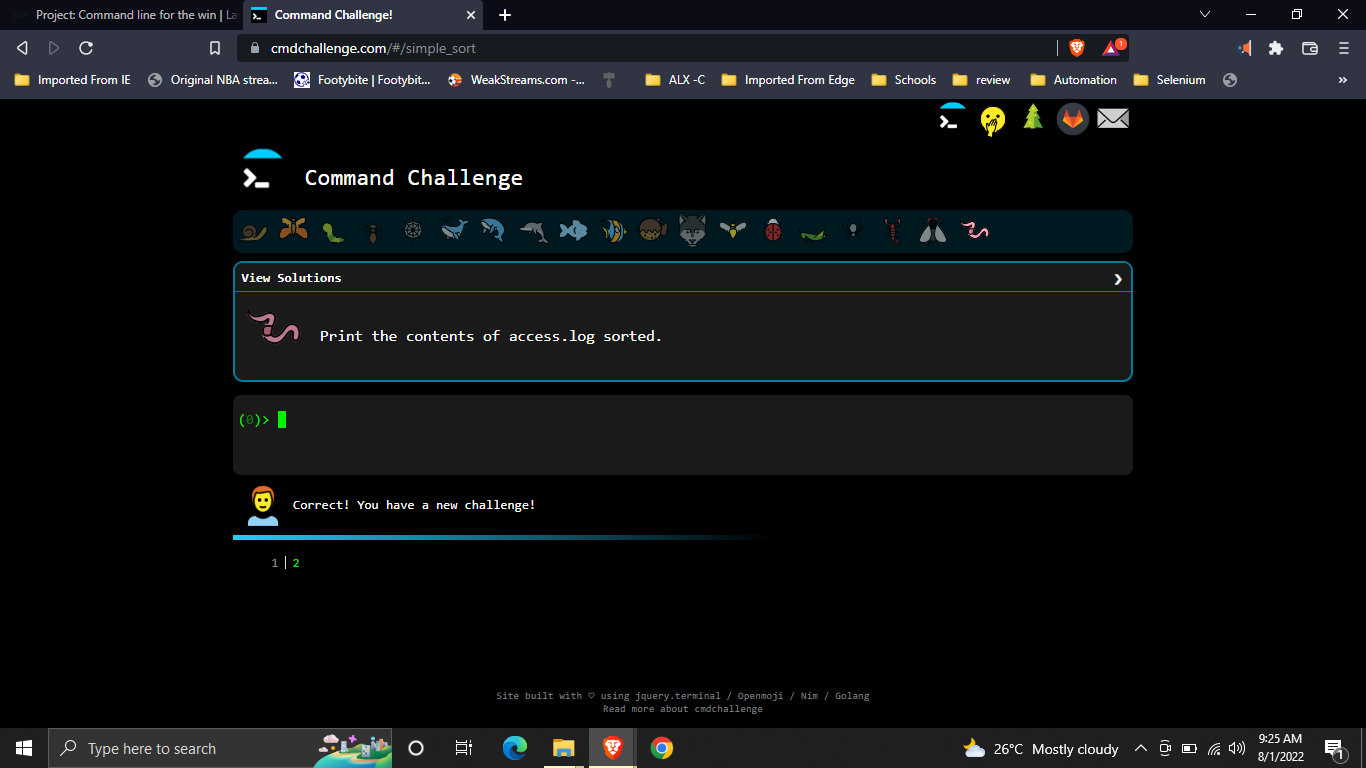 Project: Command line for the win | La
Command Challenge!
cmdchallenge.com/#/simple_sort
1
Imported From IE
Original NBA strea...
Footybite | Footybit...
WeakStreams.com -...
ALX -C
Imported From Edge
Schools
review
Automation
Selenium
»
>_
>_ Command Challenge
View Solutions
Print the contents of access.log sorted.
(0)>
Correct! You have a new challenge!
1 | 2
Site built with ♡ using jquery.terminal / Openmoji / Nim / Golang
Read more about cmdchallenge
Type here to search
26°C Mostly cloudy
9:25 AM
8/1/2022
1